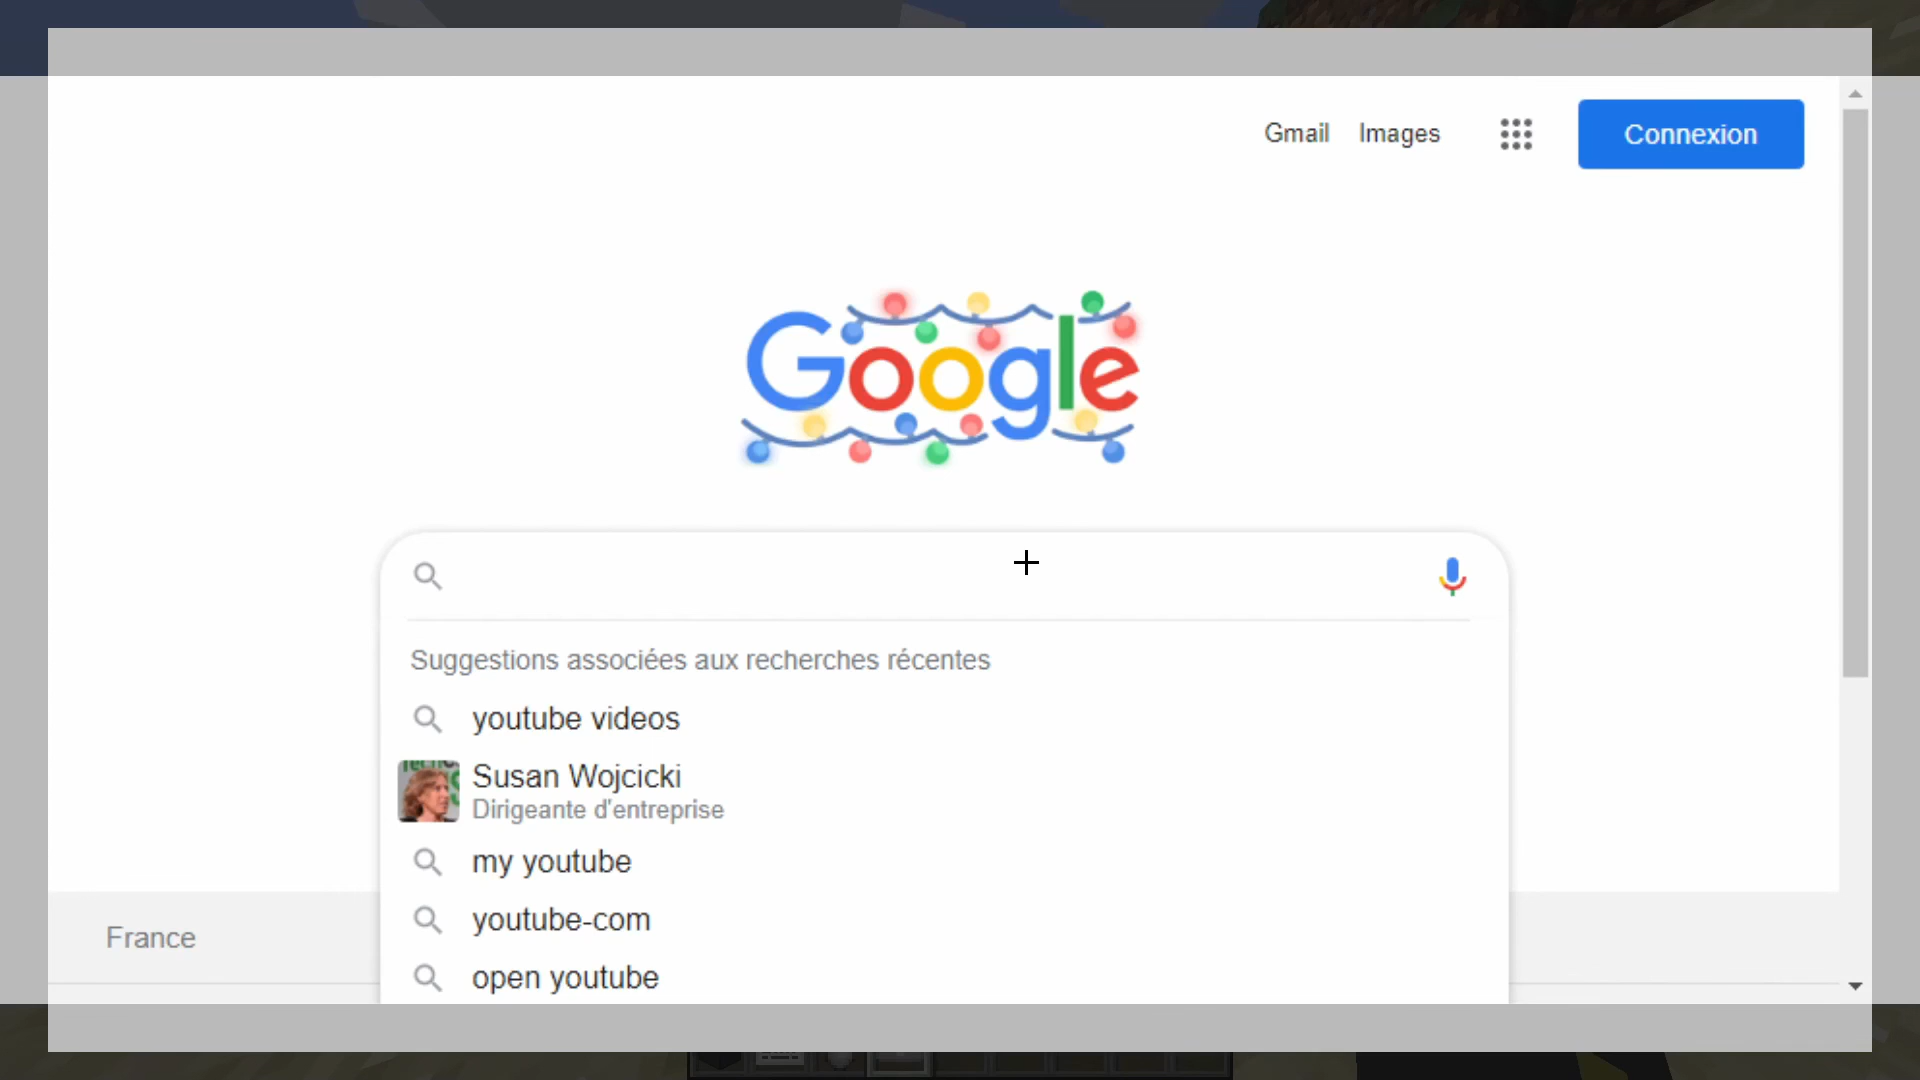 Gmail Images Connexion
Google
Suggestions associées aux recherches récentes
youtube videos
Susan Wojcicki
Dirigeante d'entreprise
my youtube
youtube-com
open youtube
France